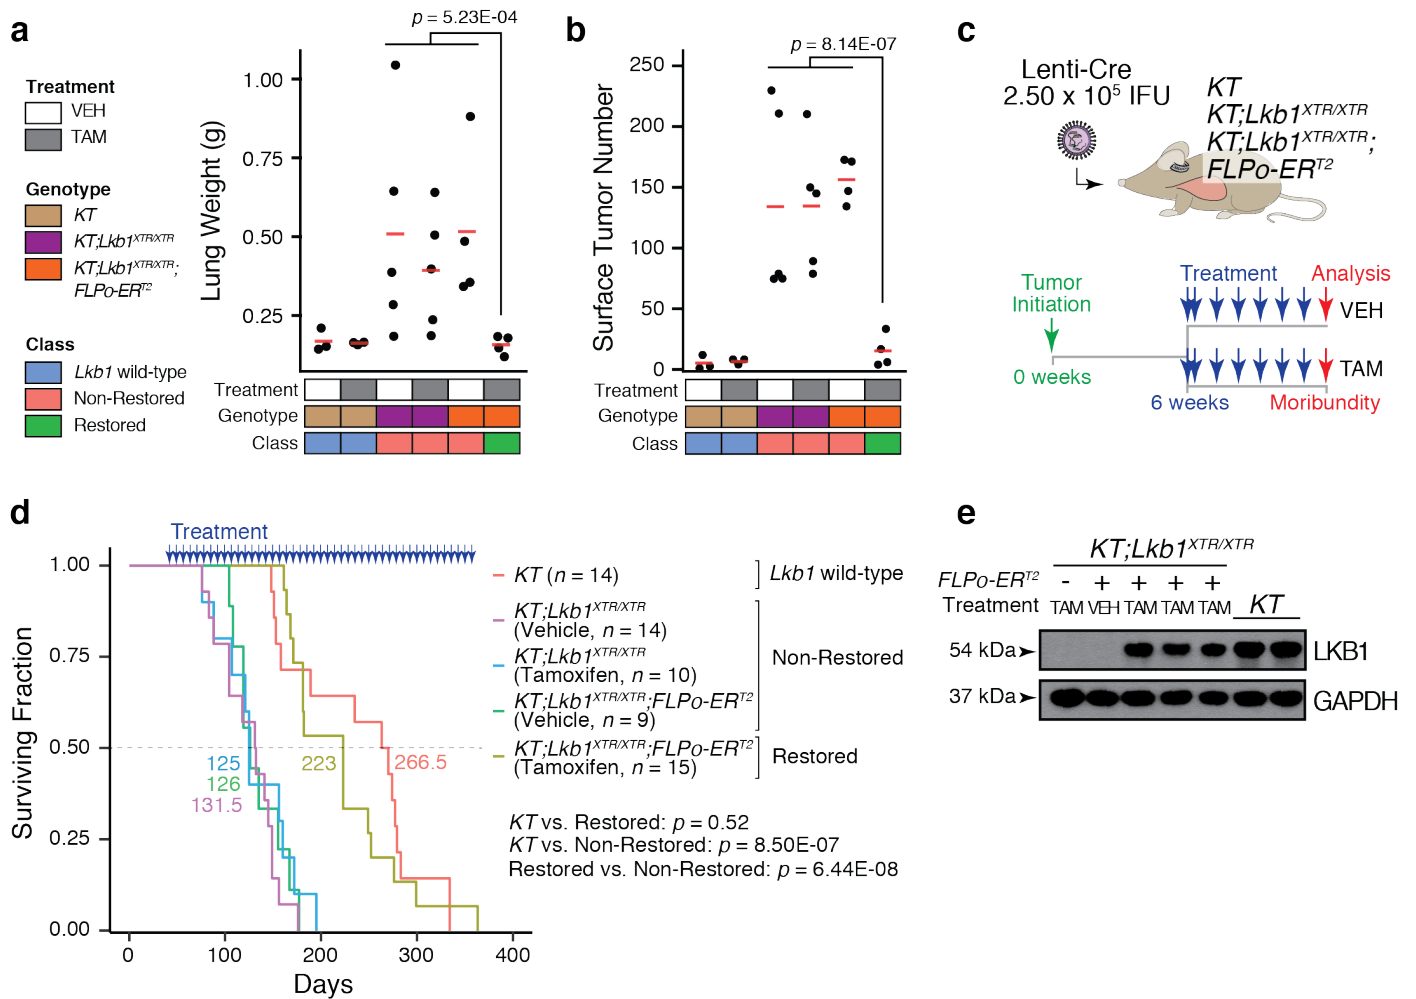 a
p = 5.23E-04
Treatment
VEH
TAM
Genotype
KT
KT;Lkb1XTR/XTR
KT;Lkb1XTR/XTR;
FLPo-ERT2
Class
Lkb1 wild-type
Non-Restored
Restored
Lung Weight (g)
1.00
0.75
0.50
0.25
Treatment
Genotype
Class
b
p = 8.14E-07
Surface Tumor Number
250
200
150
100
50
0
Treatment
Genotype
Class
c
Lenti-Cre
2.50 x 10⁵ IFU
KT
KT;Lkb1XTR/XTR
KT;Lkb1XTR/XTR;
FLPo-ERT2
Tumor
Initiation
0 weeks
Treatment
Analysis
VEH
TAM
6 weeks
Moribundity
d
Treatment
Surviving Fraction
1.00
0.75
0.50
0.25
0.00
125
126
131.5
223
266.5
0
100
200
300
400
Days
KT (n = 14)
Lkb1 wild-type
KT;Lkb1XTR/XTR
(Vehicle, n = 14)
KT;Lkb1XTR/XTR
(Tamoxifen, n = 10)
Non-Restored
KT;Lkb1XTR/XTR;FLPo-ERT2
(Vehicle, n = 9)
KT;Lkb1XTR/XTR;FLPo-ERT2
(Tamoxifen, n = 15)
Restored
KT vs. Restored: p = 0.52
KT vs. Non-Restored: p = 8.50E-07
Restored vs. Non-Restored: p = 6.44E-08
e
KT;Lkb1XTR/XTR
FLPo-ERT2 - + + + +
Treatment TAM VEH TAM TAM TAM KT
54 kDa LKB1
37 kDa GAPDH